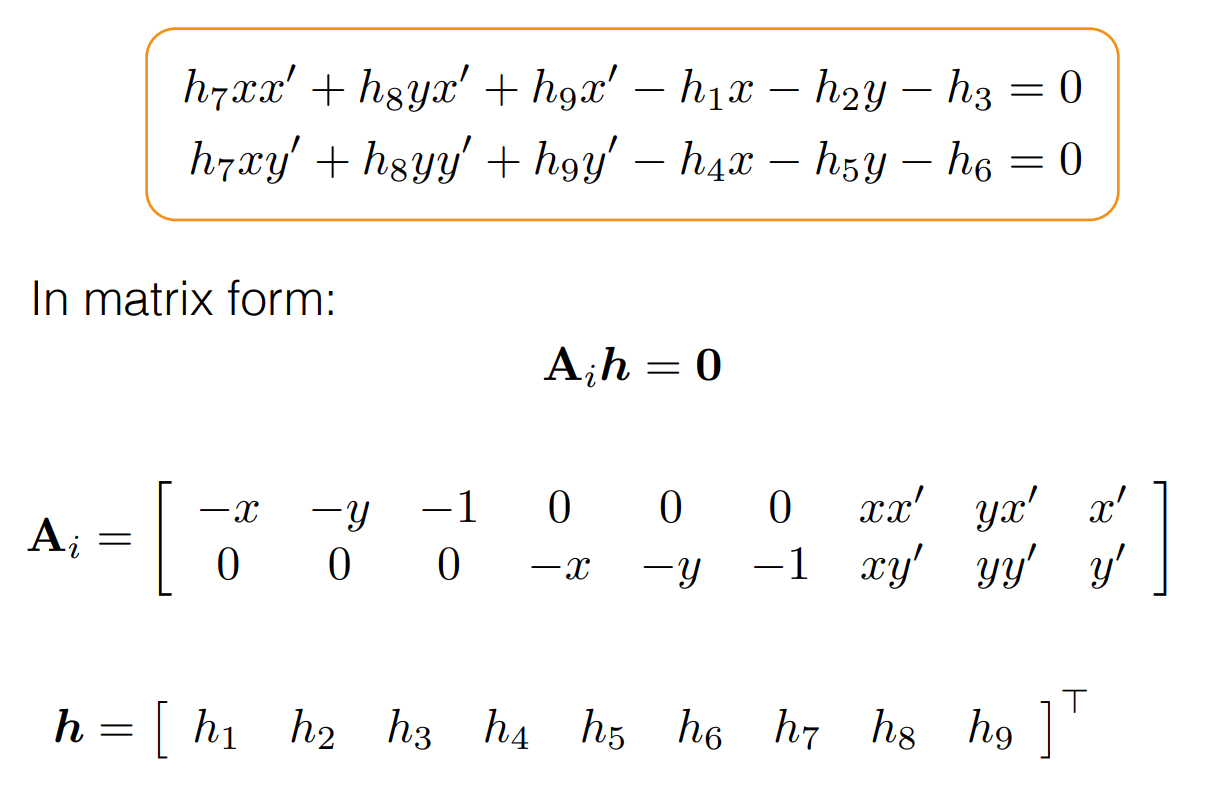 h₇xx′ + h₈yx′ + h₉x′ − h₁x − h₂y − h₃ = 0
h₇xy′ + h₈yy′ + h₉y′ − h₄x − h₅y − h₆ = 0
In matrix form:
𝐀ᵢ𝒉 = 𝟎
𝐀ᵢ = [ −x −y −1 0 0 0 xx′ yx′ x′
0 0 0 −x −y −1 xy′ yy′ y′ ]
𝒉 = [ h₁ h₂ h₃ h₄ h₅ h₆ h₇ h₈ h₉ ]⊤